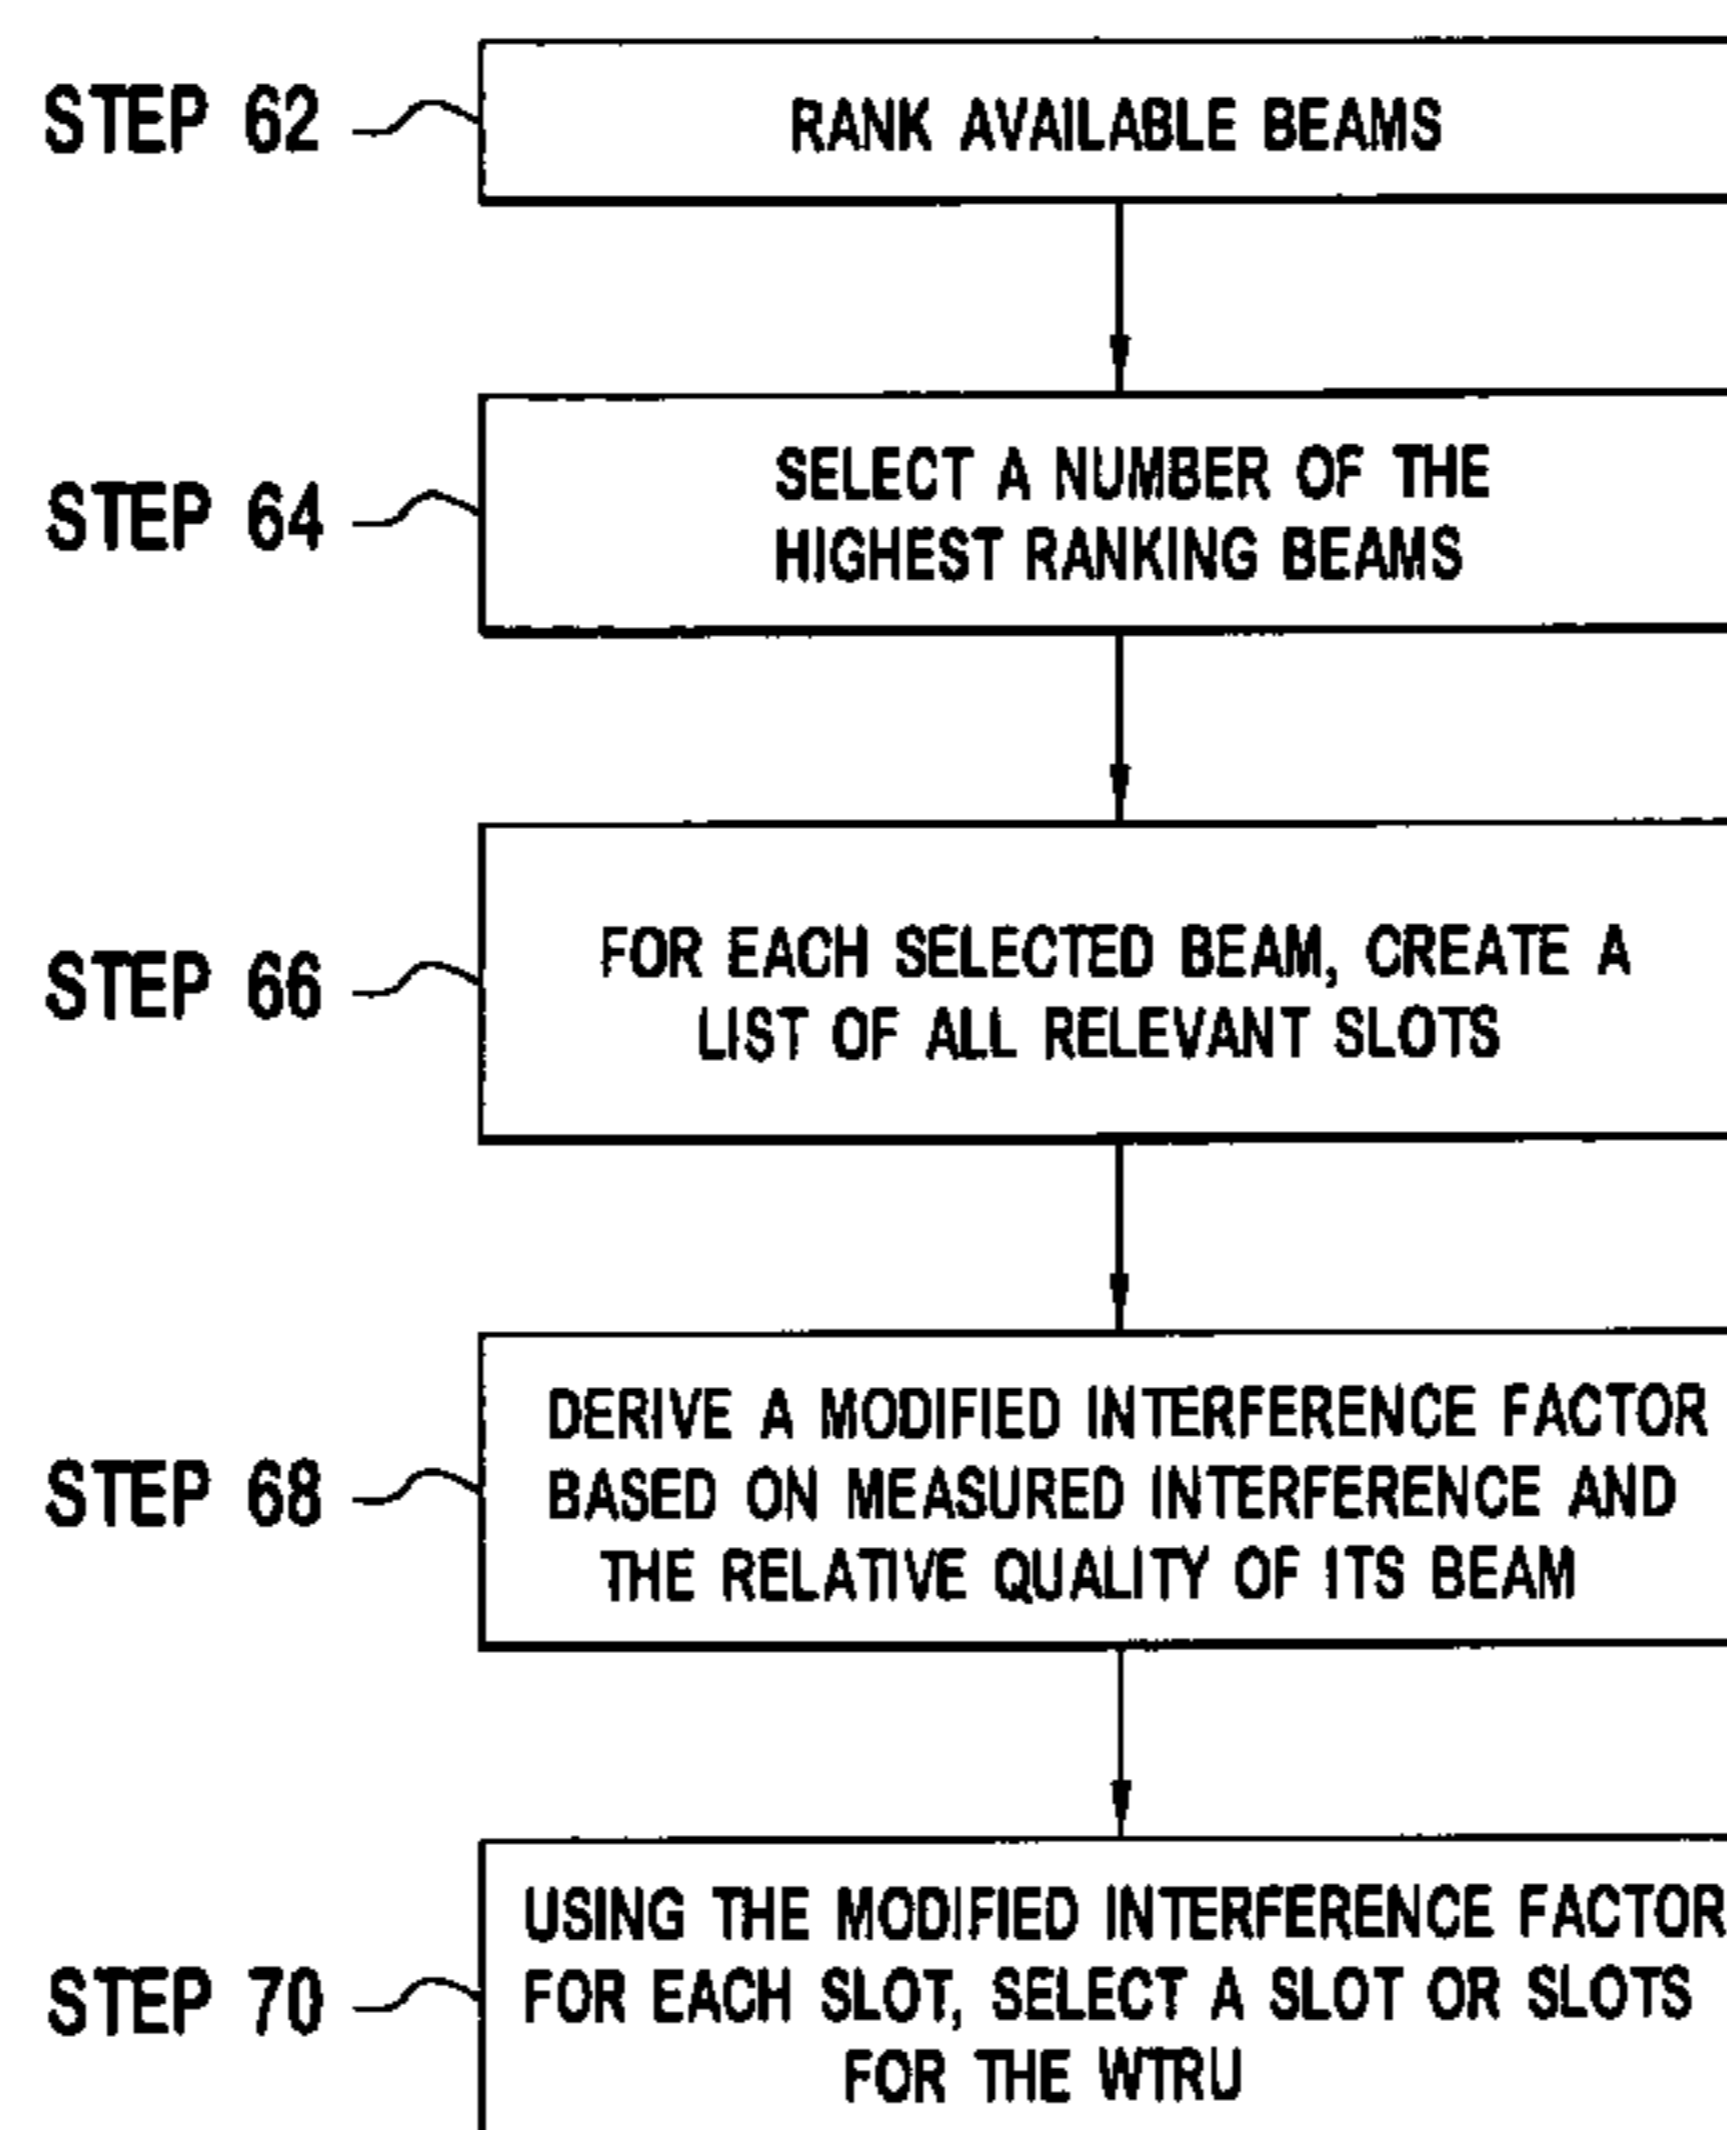 STEP 62
RANK AVAILABLE BEAMS
STEP 64
SELECT A NUMBER OF THE
HIGHEST RANKING BEAMS
STEP 66
FOR EACH SELECTED BEAM, CREATE A
LIST OF ALL RELEVANT SLOTS
STEP 68
DERIVE A MODIFIED INTERFERENCE FACTOR
BASED ON MEASURED INTERFERENCE AND
THE RELATIVE QUALITY OF ITS BEAM
STEP 70
USING THE MODIFIED INTERFERENCE FACTOR
FOR EACH SLOT, SELECT A SLOT OR SLOTS
FOR THE WTRU